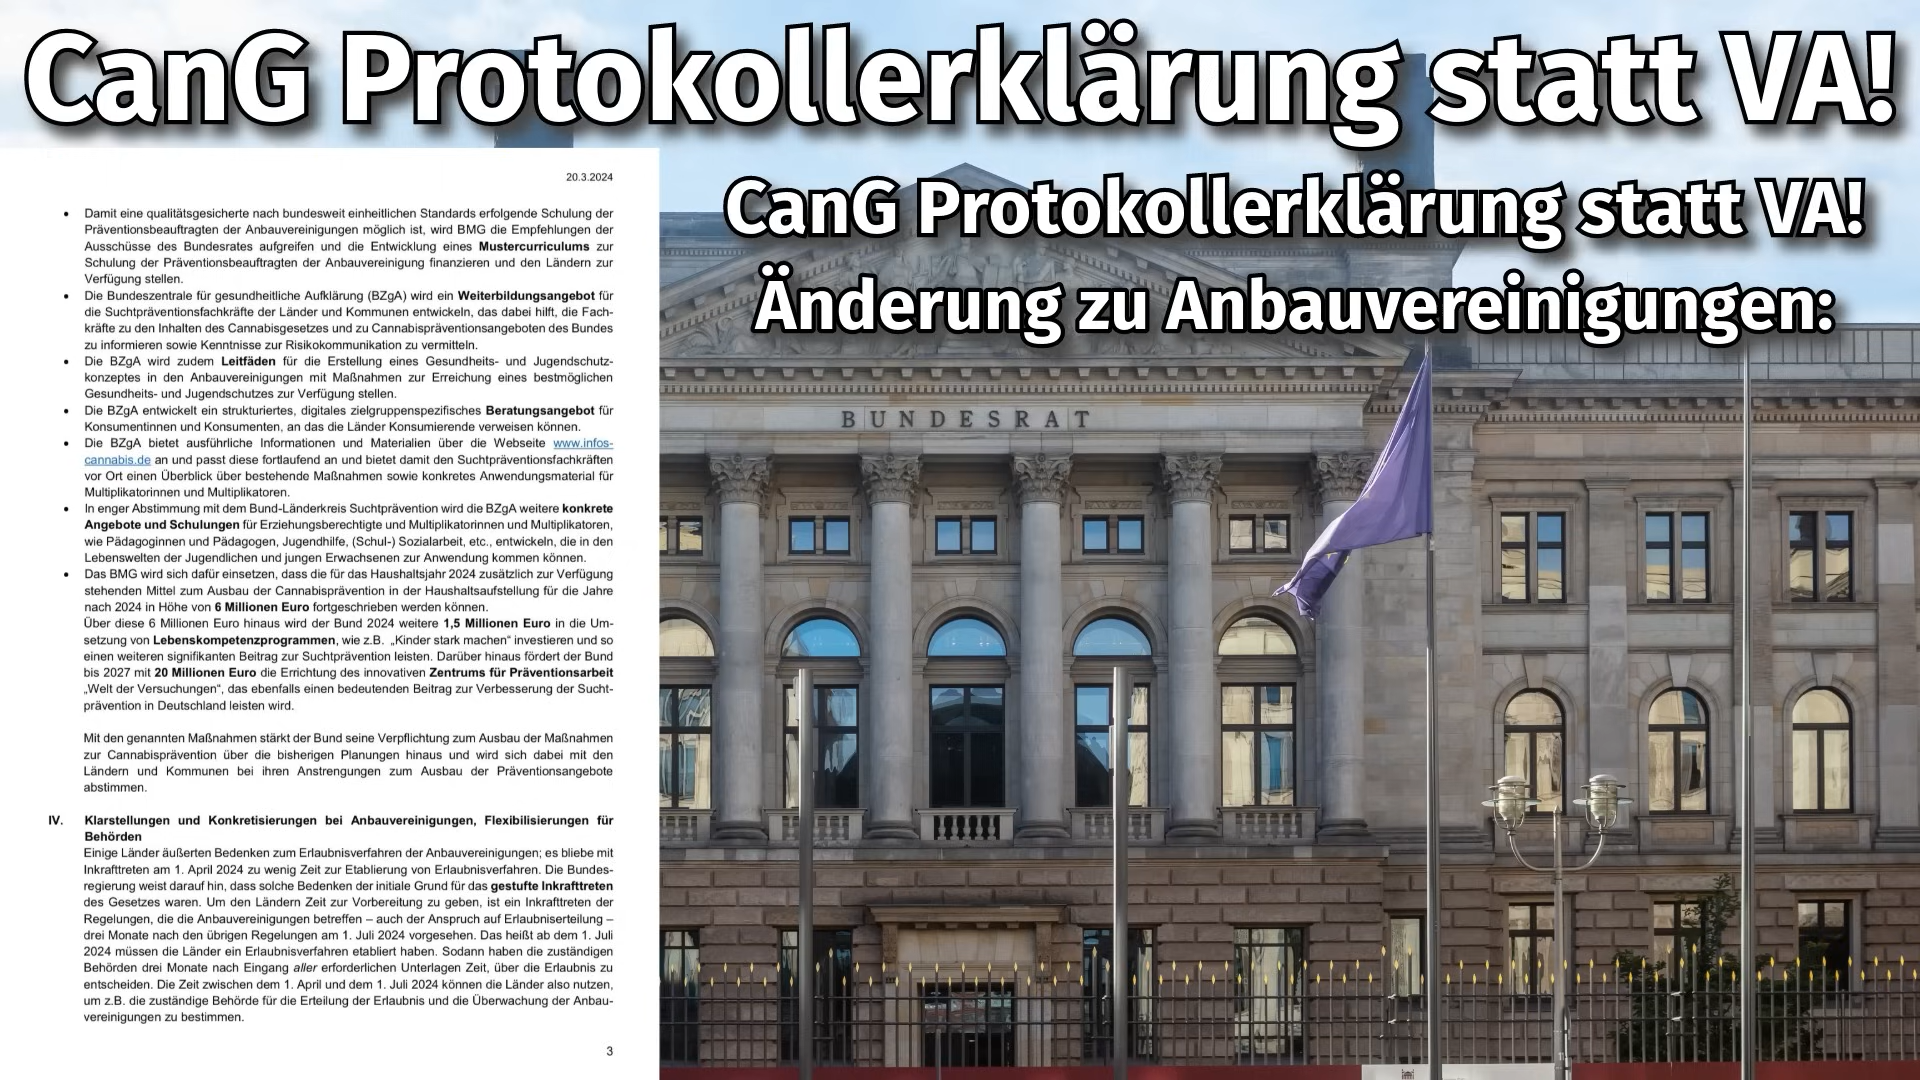 CanG Protokollerklärung statt VA!
20.3.2024
• Damit eine qualitätsgesicherte nach bundesweit einheitlichen Standards erfolgende Schulung der
Präventionsbeauftragten der Anbauvereinigungen möglich ist, wird BMG die Empfehlungen der
Ausschüsse des Bundesrates aufgreifen und die Entwicklung eines Mustercurriculums zur
Schulung der Präventionsbeauftragten der Anbauvereinigung finanzieren und den Ländern zur
Verfügung stellen.
• Die Bundeszentrale für gesundheitliche Aufklärung (BZgA) wird ein Weiterbildungsangebot für
die Suchtpräventionsfachkräfte der Länder und Kommunen entwickeln, das dabei hilft, die Fach-
kräfte zu den Inhalten des Cannabisgesetzes und zu Cannabispräventionsangeboten des Bundes
zu informieren sowie Kenntnisse zur Risikokommunikation zu vermitteln.
• Die BZgA wird zudem Leitfäden für die Erstellung eines Gesundheits- und Jugendschutz-
konzeptes in den Anbauvereinigungen mit Maßnahmen zur Erreichung eines bestmöglichen
Gesundheits- und Jugendschutzes zur Verfügung stellen.
• Die BZgA entwickelt ein strukturiertes, digitales zielgruppenspezifisches Beratungsangebot für
Konsumentinnen und Konsumenten, an das die Länder Konsumierende verweisen können.
• Die BZgA bietet ausführliche Informationen und Materialien über die Webseite www.infos-
cannabis.de an und passt diese fortlaufend an und bietet damit den Suchtpräventionsfachkräften
vor Ort einen Überblick über bestehende Maßnahmen sowie konkretes Anwendungsmaterial für
Multiplikatorinnen und Multiplikatoren.
• In enger Abstimmung mit dem Bund-Länderkreis Suchtprävention wird die BZgA weitere konkrete
Angebote und Schulungen für Erziehungsberechtigte und Multiplikatorinnen und Multiplikatoren,
wie Pädagoginnen und Pädagogen, Jugendhilfe, (Schul-) Sozialarbeit, etc., entwickeln, die in den
Lebenswelten der Jugendlichen und jungen Erwachsenen zur Anwendung kommen können.
• Das BMG wird sich dafür einsetzen, dass die für das Haushaltsjahr 2024 zusätzlich zur Verfügung
stehenden Mittel zum Ausbau der Cannabisprävention in der Haushaltsaufstellung für die Jahre
nach 2024 in Höhe von 6 Millionen Euro fortgeschrieben werden können.
Über diese 6 Millionen Euro hinaus wird der Bund 2024 weitere 1,5 Millionen Euro in die Um-
setzung von Lebenskompetenzprogrammen, wie z.B. „Kinder stark machen“ investieren und so
einen weiteren signifikanten Beitrag zur Suchtprävention leisten. Darüber hinaus fördert der Bund
bis 2027 mit 20 Millionen Euro die Errichtung des innovativen Zentrums für Präventionsarbeit
„Welt der Versuchungen“, das ebenfalls einen bedeutenden Beitrag zur Verbesserung der Sucht-
prävention in Deutschland leisten wird.
Mit den genannten Maßnahmen stärkt der Bund seine Verpflichtung zum Ausbau der Maßnahmen
zur Cannabisprävention über die bisherigen Planungen hinaus und wird sich dabei mit den
Ländern und Kommunen bei ihren Anstrengungen zum Ausbau der Präventionsangebote
abstimmen.
IV. Klarstellungen und Konkretisierungen bei Anbauvereinigungen, Flexibilisierungen für
Behörden
Einige Länder äußerten Bedenken zum Erlaubnisverfahren der Anbauvereinigungen; es bliebe mit
Inkrafttreten am 1. April 2024 zu wenig Zeit zur Etablierung von Erlaubnisverfahren. Die Bundes-
regierung weist darauf hin, dass solche Bedenken der initiale Grund für das gestufte Inkrafttreten
des Gesetzes waren. Um den Ländern Zeit zur Vorbereitung zu geben, ist ein Inkrafttreten der
Regelungen, die die Anbauvereinigungen betreffen – auch der Anspruch auf Erlaubniserteilung –
drei Monate nach den übrigen Regelungen am 1. Juli 2024 vorgesehen. Das heißt ab dem 1. Juli
2024 müssen die Länder ein Erlaubnisverfahren etabliert haben. Sodann haben die zuständigen
Behörden drei Monate nach Eingang aller erforderlichen Unterlagen Zeit, über die Erlaubnis zu
entscheiden. Die Zeit zwischen dem 1. April und dem 1. Juli 2024 können die Länder also nutzen,
um z.B. die zuständige Behörde für die Erteilung der Erlaubnis und die Überwachung der Anbau-
vereinigungen zu bestimmen.
3
CanG Protokollerklärung statt VA!
Änderung zu Anbauvereinigungen:
BUNDESRAT